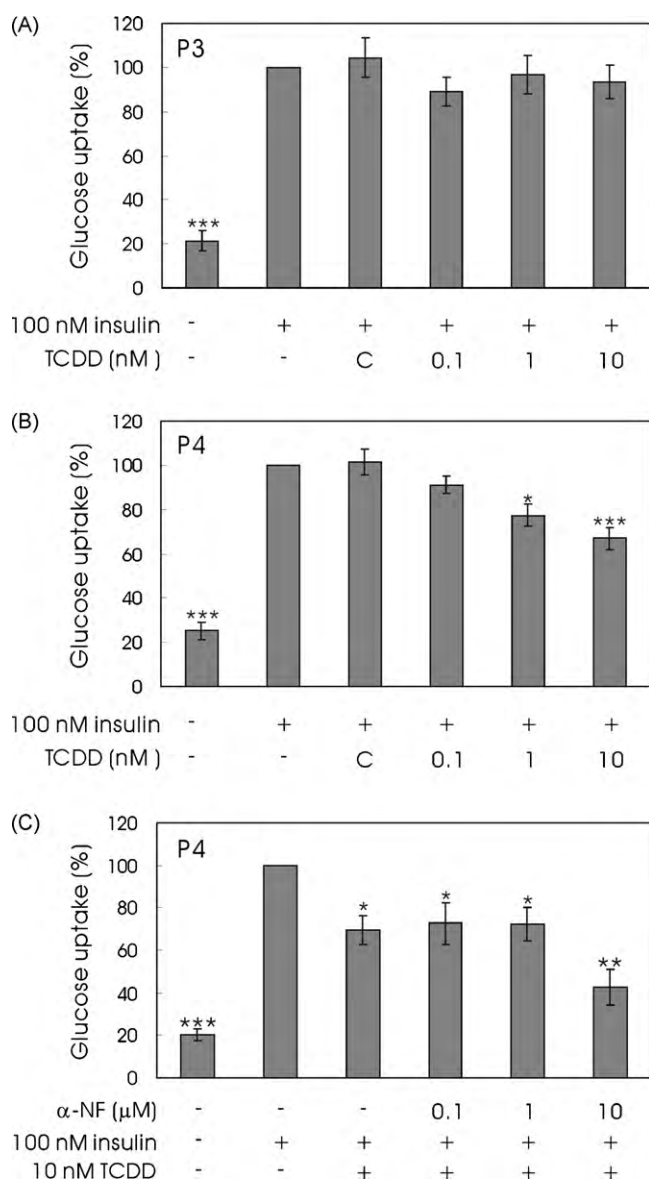 (A)
P3
Glucose uptake (%)
120
100
80
60
40
20
0
***
100 nM insulin - + + + + +
TCDD (nM ) - - C 0.1 1 10
(B)
P4
Glucose uptake (%)
120
100
80
60
40
20
0
*** * ***
100 nM insulin - + + + + +
TCDD (nM ) - - C 0.1 1 10
(C)
P4
Glucose uptake (%)
120
100
80
60
40
20
0
*** * * * **
α-NF (μM) - - - 0.1 1 10
100 nM insulin - + + + + +
10 nM TCDD - - + + + +